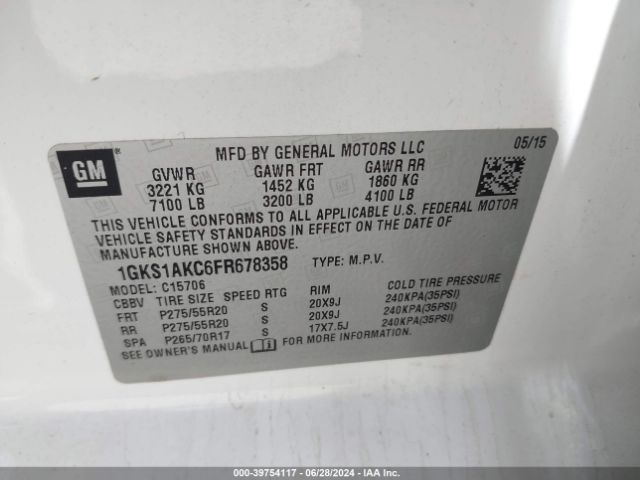 GM
MFD BY GENERAL MOTORS LLC 05/15
GVWR GAWR FRT GAWR RR
3221 KG 1452 KG 1860 KG
7100 LB 3200 LB 4100 LB
THIS VEHICLE CONFORMS TO ALL APPLICABLE U.S. FEDERAL MOTOR
VEHICLE SAFETY STANDARDS IN EFFECT ON THE DATE OF
MANUFACTURE SHOWN ABOVE.
1GKS1AKC6FR678358 TYPE: M.P.V.
MODEL: C15706
CBBV TIRE SIZE SPEED RTG RIM COLD TIRE PRESSURE
FRT P275/55R20 S 20X9J 240KPA(35PSI)
RR P275/55R20 S 20X9J 240KPA(35PSI)
SPA P265/70R17 S 17X7.5J 240KPA(35PSI)
SEE OWNER'S MANUAL FOR MORE INFORMATION.
000-39754117 - 06/28/2024 - IAA Inc.